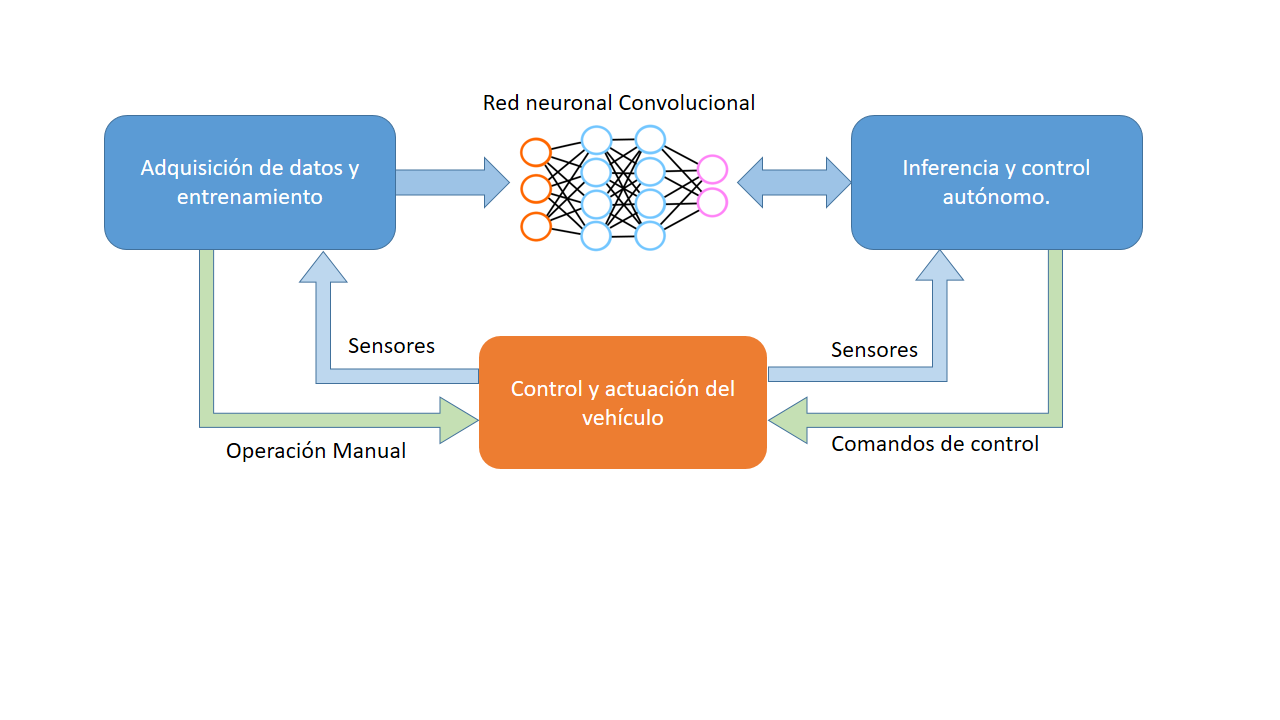 Red neuronal Convolucional
Adquisición de datos y
entrenamiento
Inferencia y control
autónomo.
Sensores
Sensores
Control y actuación del
vehículo
Operación Manual
Comandos de control